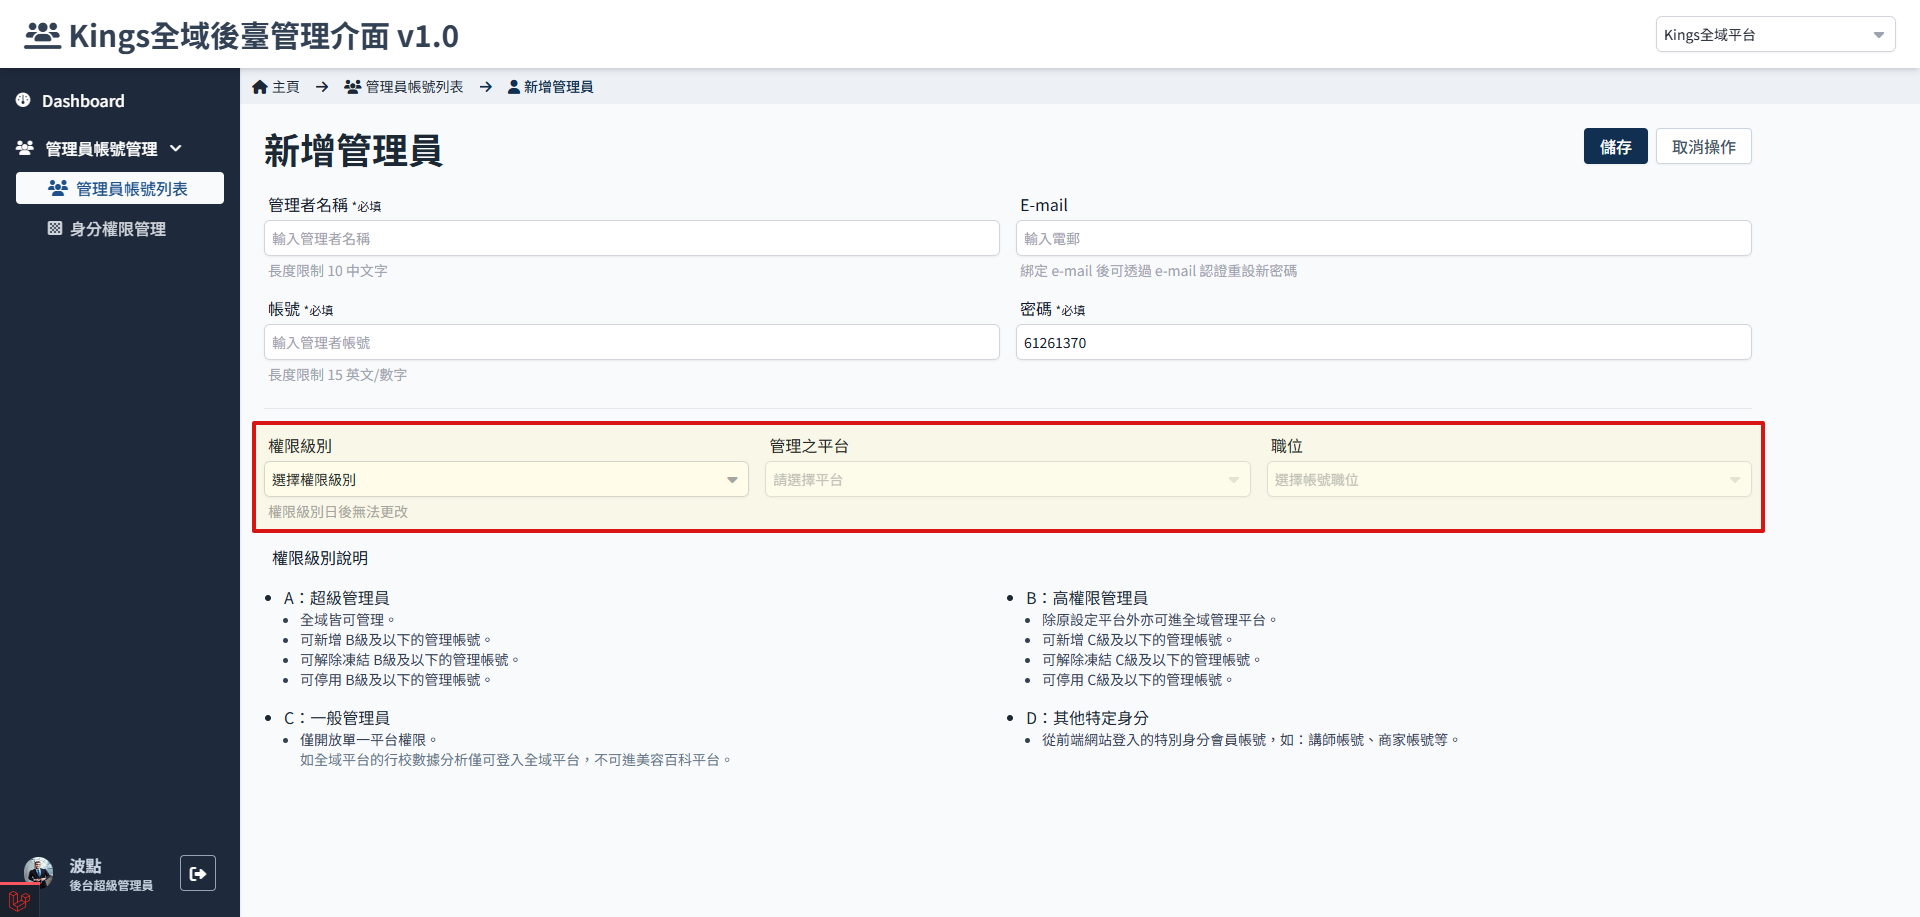 Kings全域後臺管理介面 v1.0
Kings全域平台
Dashboard
管理員帳號管理
管理員帳號列表
身分權限管理
主頁 → 管理員帳號列表 → 新增管理員
新增管理員
儲存
取消操作
管理者名稱 *必填
輸入管理者名稱
長度限制 10 中文字
E-mail
輸入電郵
綁定 e-mail 後可透過 e-mail 認證重設新密碼
帳號 *必填
輸入管理者帳號
長度限制 15 英文/數字
密碼 *必填
61261370
權限級別
選擇權限級別
權限級別日後無法更改
管理之平台
請選擇平台
職位
選擇帳號職位
權限級別說明
A：超級管理員
全域皆可管理。
可新增 B級及以下的管理帳號。
可解除凍結 B級及以下的管理帳號。
可停用 B級及以下的管理帳號。
B：高權限管理員
除原設定平台外亦可進全域管理平台。
可新增 C級及以下的管理帳號。
可解除凍結 C級及以下的管理帳號。
可停用 C級及以下的管理帳號。
C：一般管理員
僅開放單一平台權限。
如全域平台的行校數據分析僅可登入全域平台，不可進美容百科平台。
D：其他特定身分
從前端網站登入的特別身分會員帳號，如：講師帳號、商家帳號等。
波點
後台超級管理員